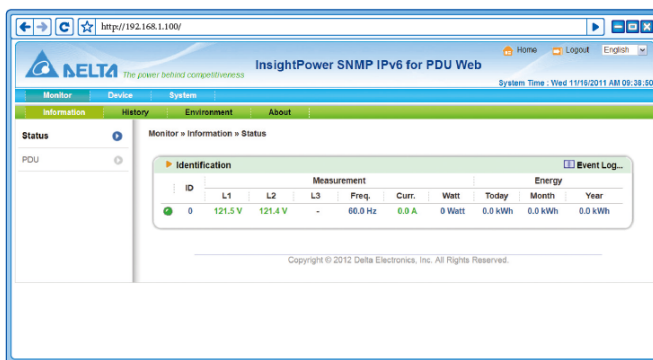 http://192.168.1.100/
Home Logout English
DELTA The power behind competitiveness
InsightPower SNMP IPv6 for PDU Web
System Time : Wed 11/16/2011 AM 09:38:50
Monitor Device System
Information History Environment About
Status
PDU
Monitor » Information » Status
Identification Event Log...
ID Measurement Energy
L1 L2 L3 Freq. Curr. Watt Today Month Year
0 121.5 V 121.4 V - 60.0 Hz 0.0 A 0 Watt 0.0 kWh 0.0 kWh 0.0 kWh
Copyright © 2012 Delta Electronics, Inc. All Rights Reserved.